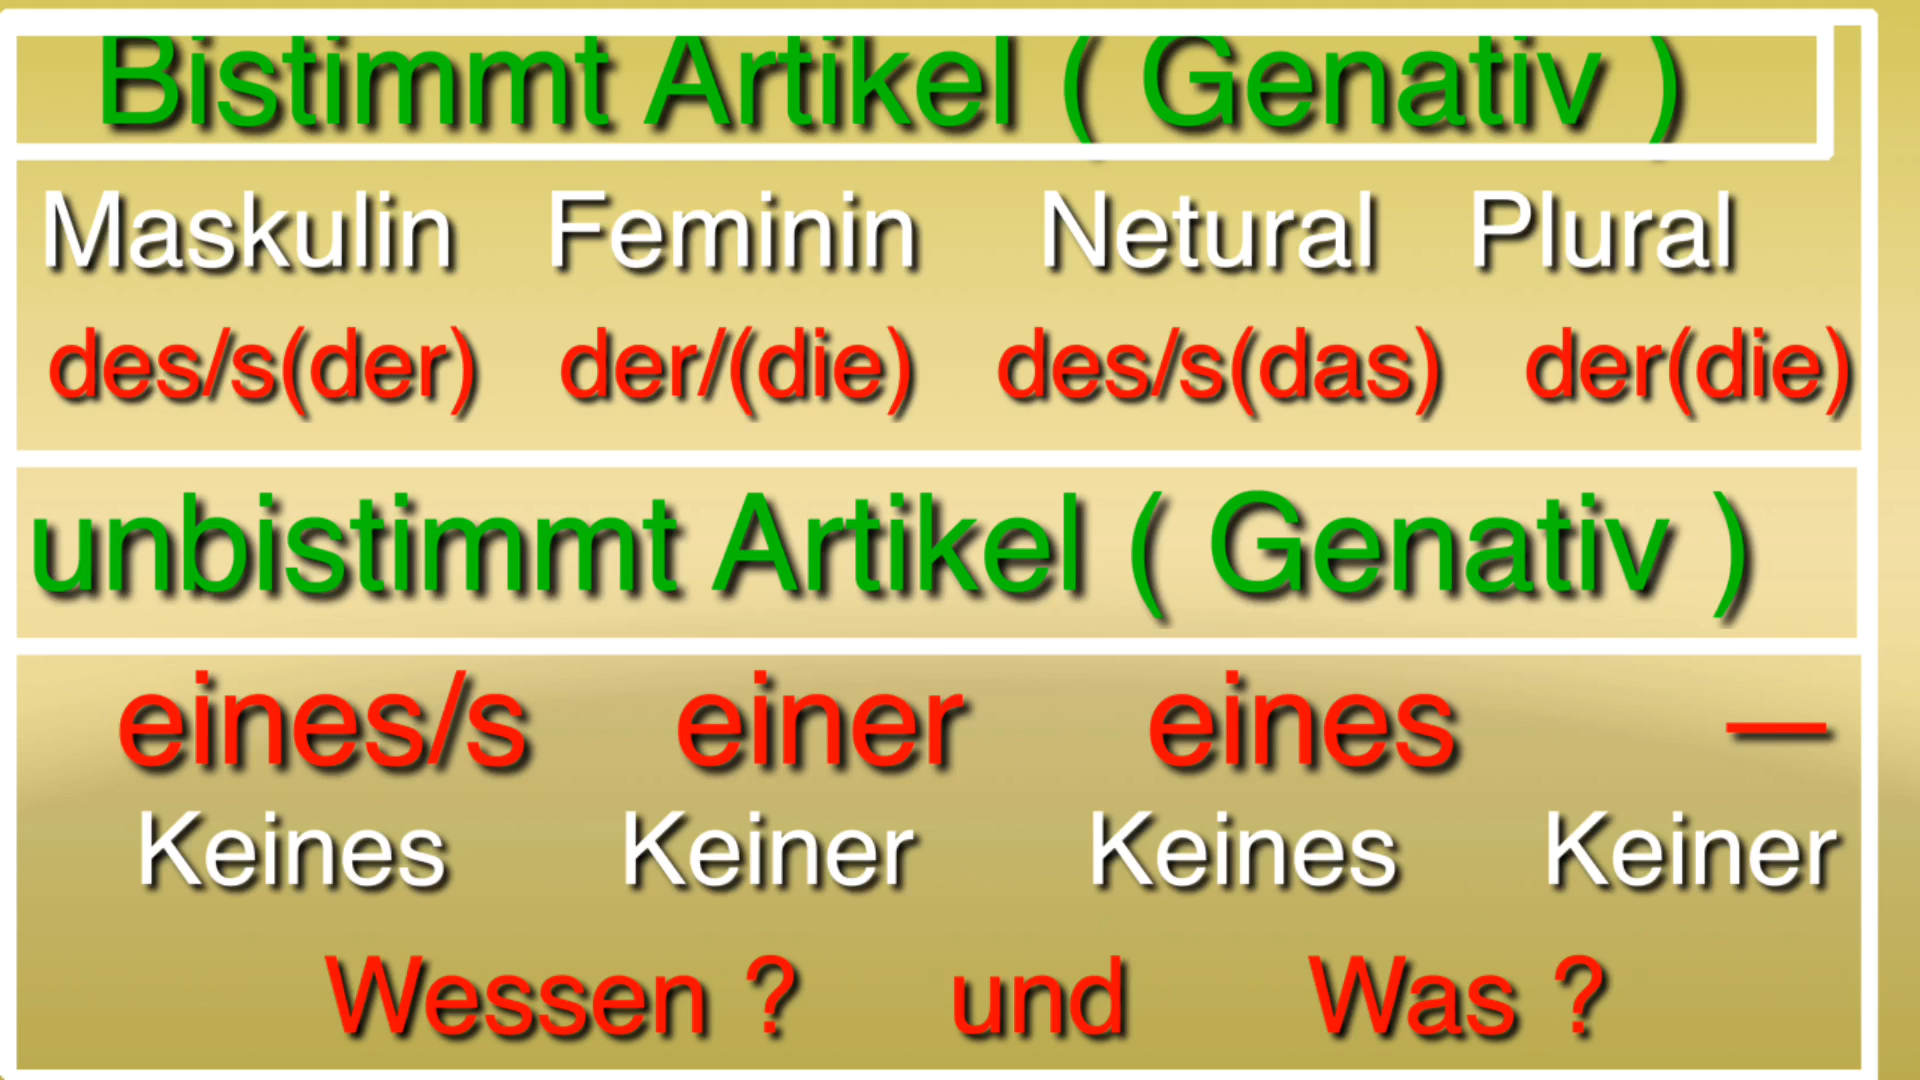 Bistimmt Artikel ( Genativ )
Maskulin Feminin Netural Plural
des/s(der) der/(die) des/s(das) der(die)
unbistimmt Artikel ( Genativ )
eines/s einer eines —
Keines Keiner Keines Keiner
Wessen ? und Was ?